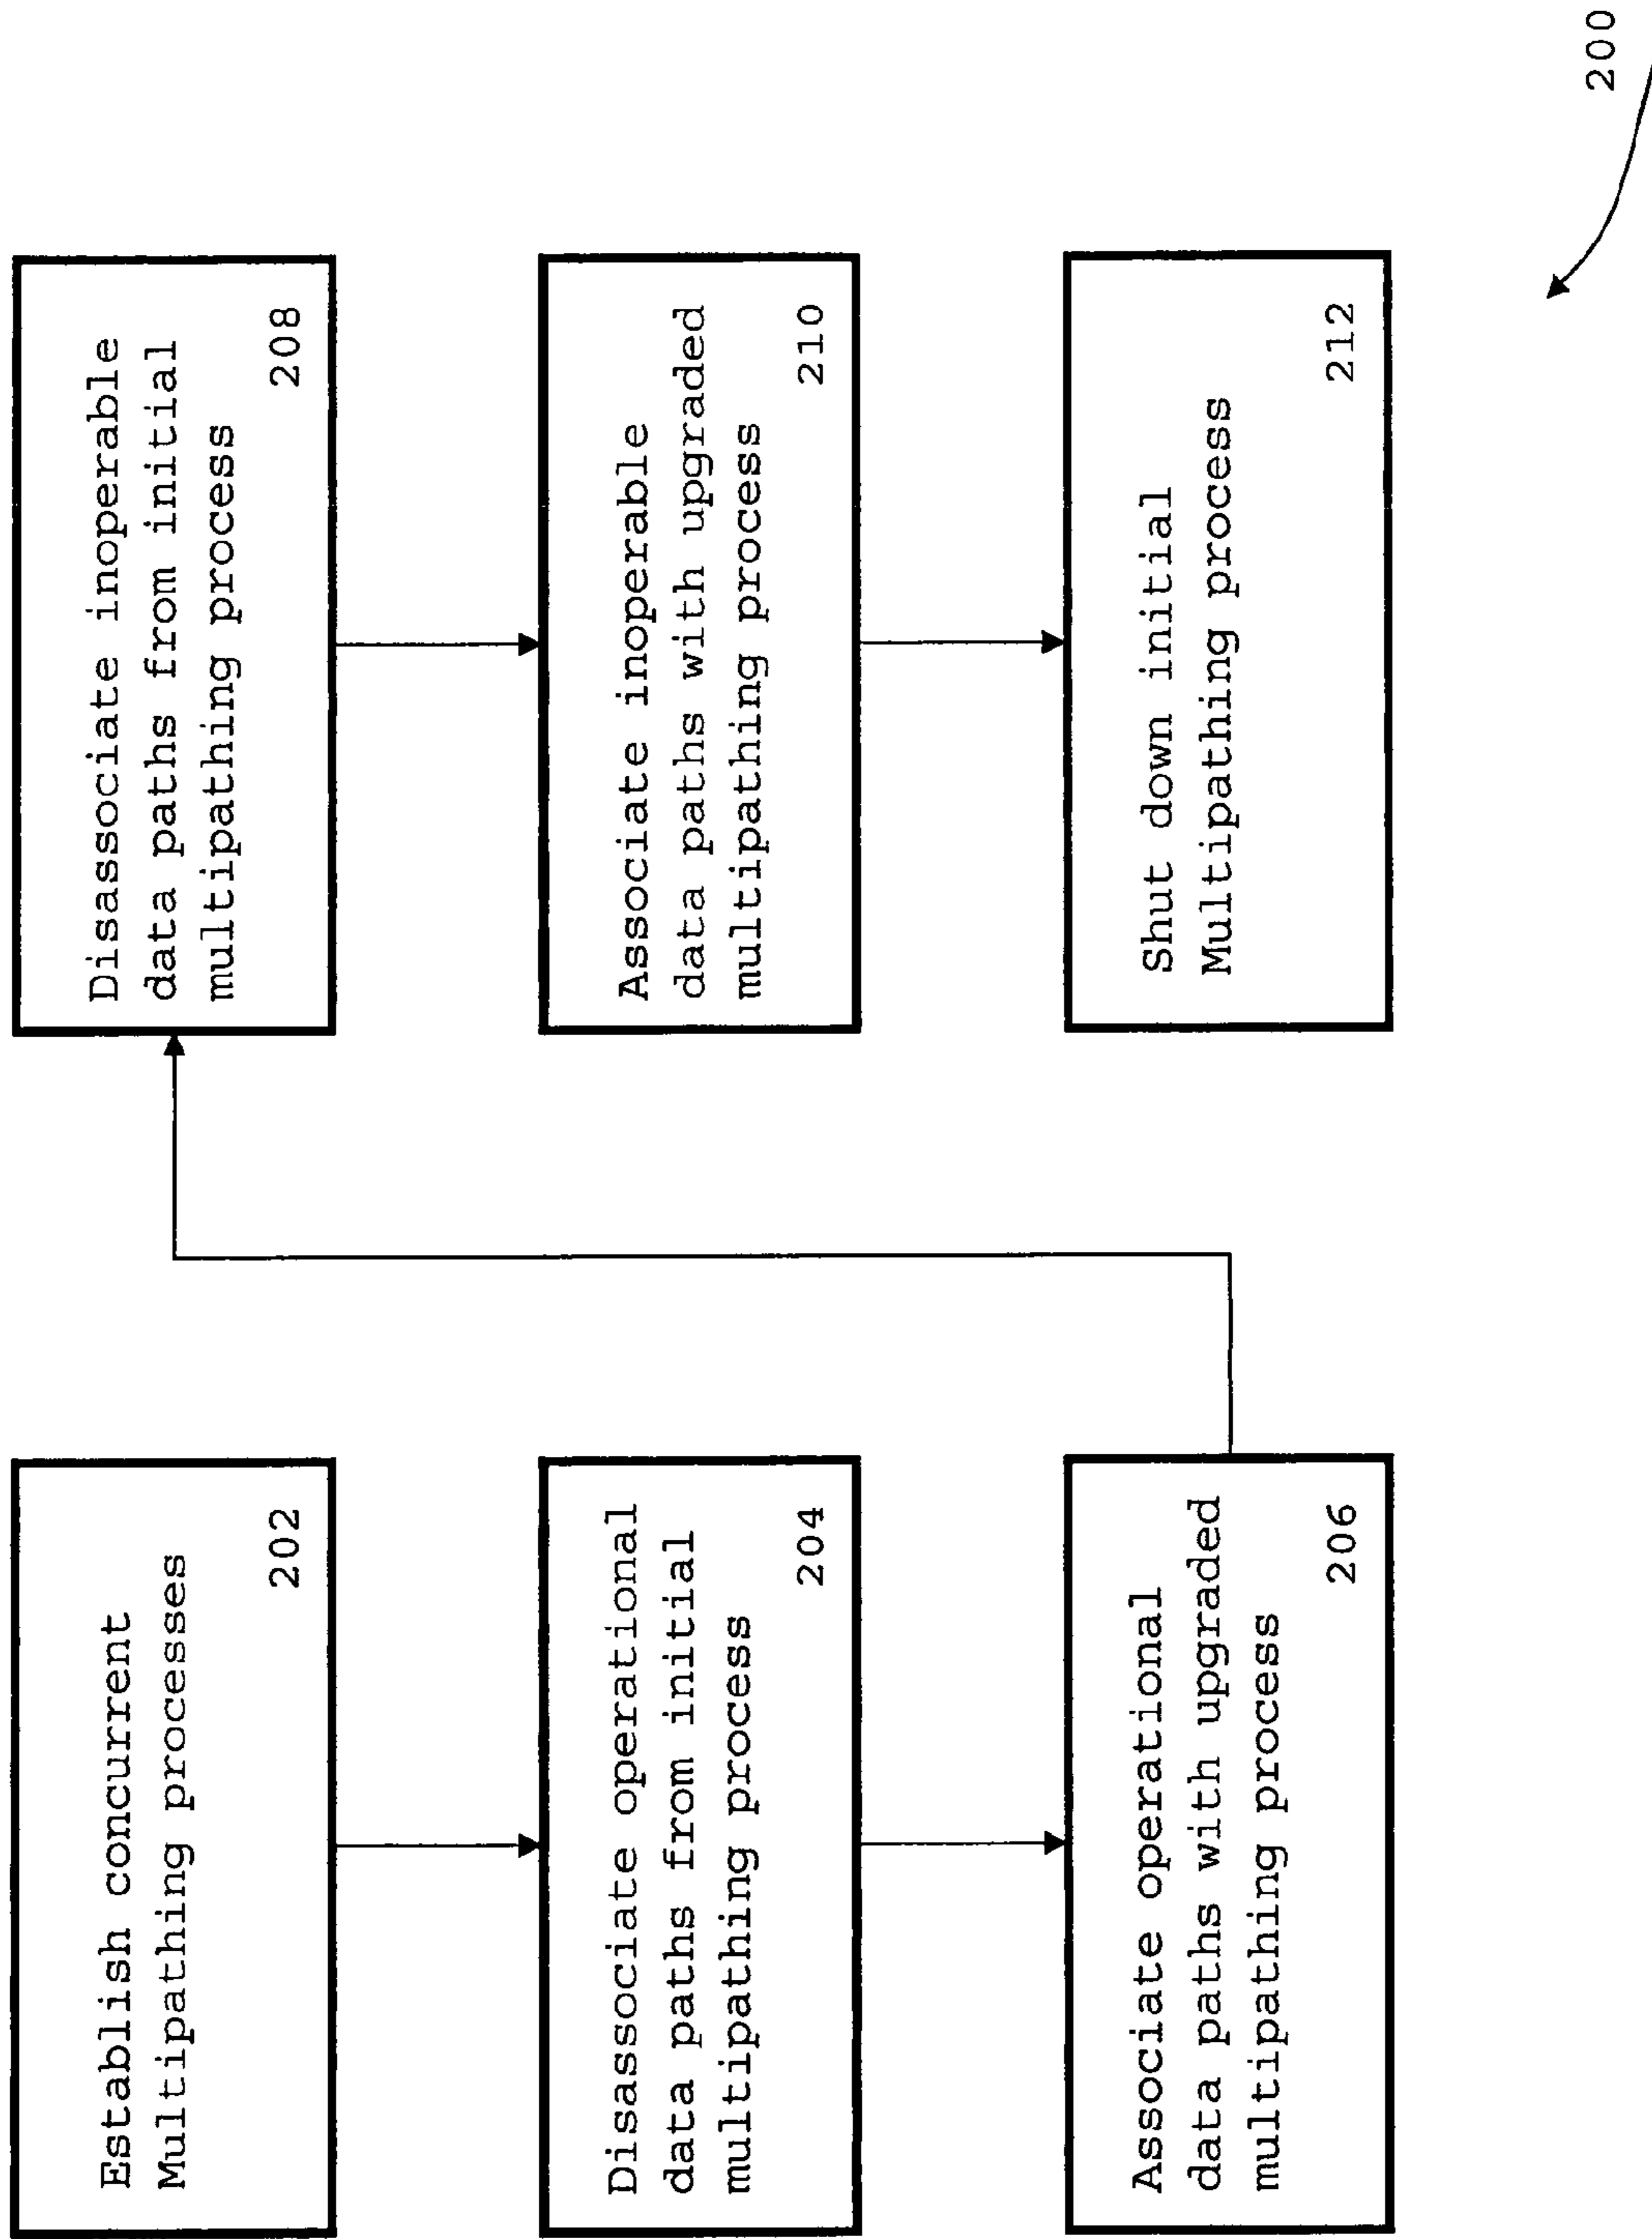 Establish concurrent
Multipathing processes
202
Disassociate operational
data paths from initial
multipathing process
204
Associate operational
data paths with upgraded
multipathing process
206
Disassociate inoperable
data paths from initial
multipathing process
208
Associate inoperable
data paths with upgraded
multipathing process
210
Shut down initial
Multipathing process
212
200